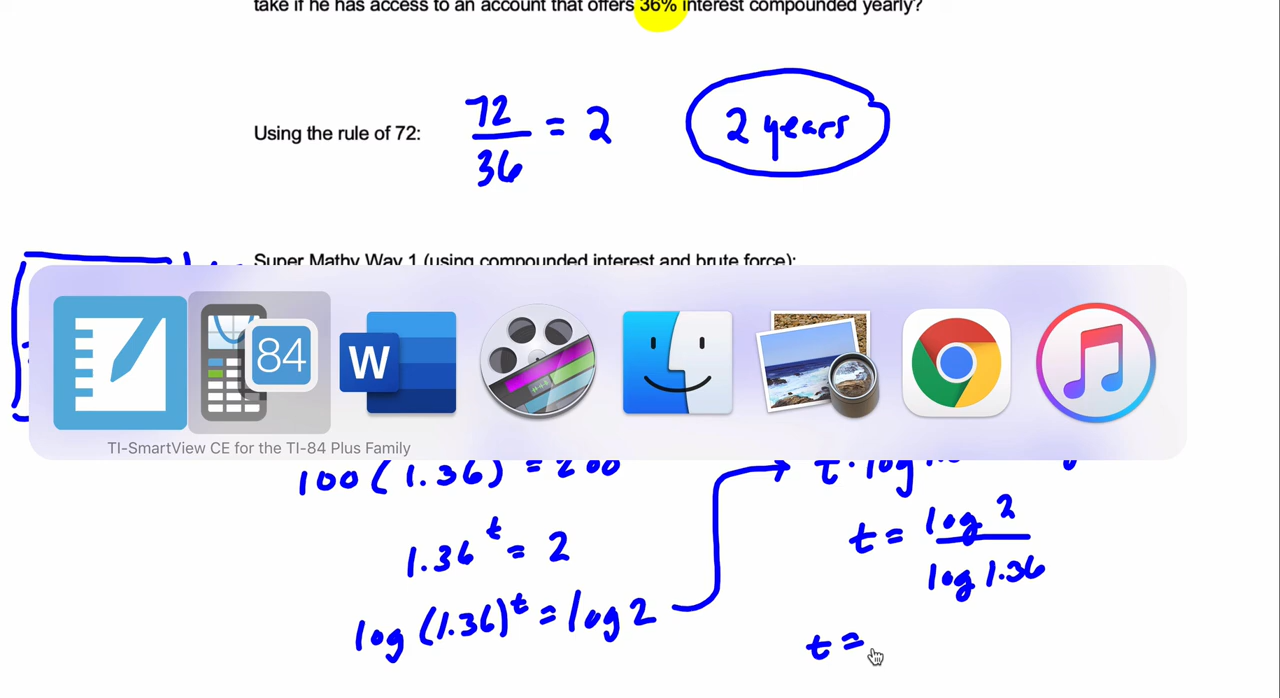 take if he has access to an account that offers 36% interest compounded yearly?
Using the rule of 72: 72/36 = 2 2 years
Super Mathy Way 1 (using compounded interest and brute force):
84
W
TI-SmartView CE for the TI-84 Plus Family
100(1.36) = 200
t · log
1.36^t = 2
t = log 2 / log 1.36
log (1.36)^t = log 2
t =